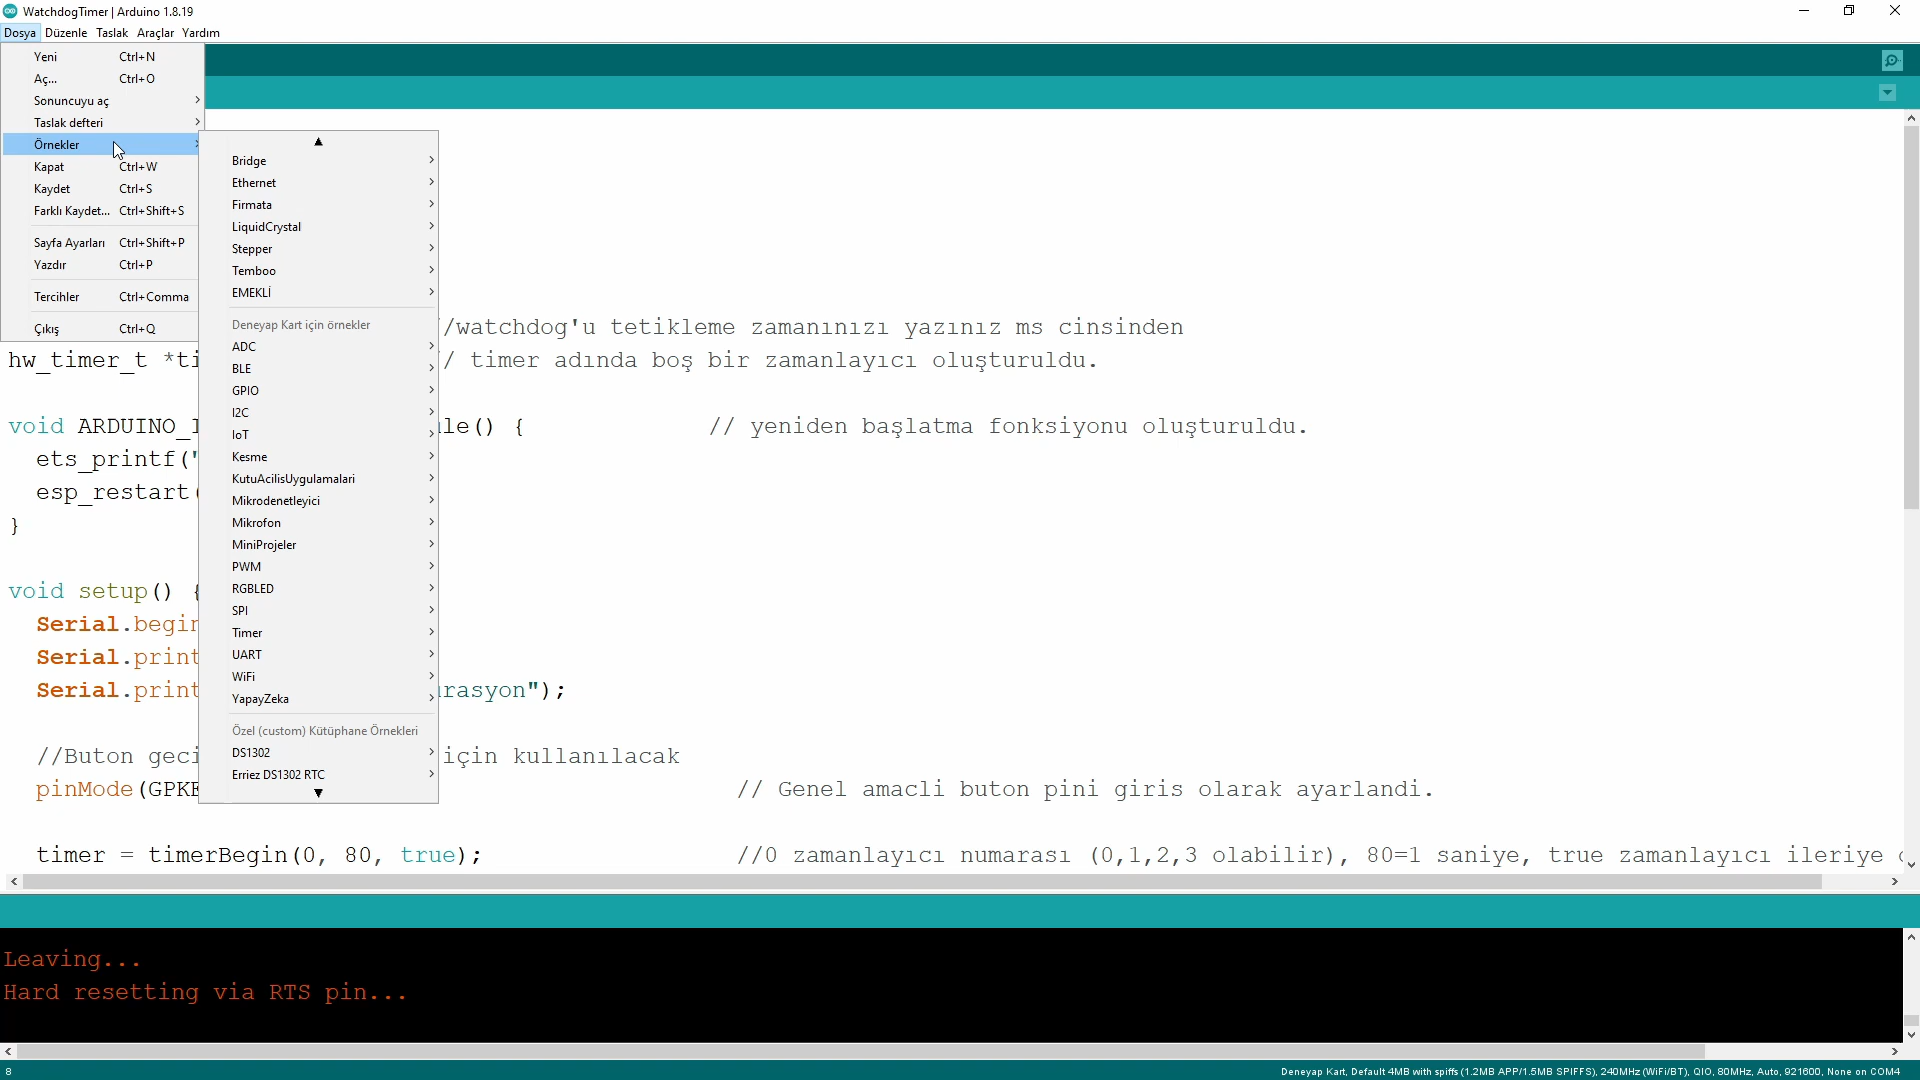 WatchdogTimer | Arduino 1.8.19
Dosya Düzenle Taslak Araçlar Yardım
Yeni Ctrl+N
Aç... Ctrl+O
Sonuncuyu aç
Taslak defteri
Örnekler
Kapat Ctrl+W
Kaydet Ctrl+S
Farklı Kaydet... Ctrl+Shift+S
Sayfa Ayarları Ctrl+Shift+P
Yazdır Ctrl+P
Tercihler Ctrl+Comma
Çıkış Ctrl+Q
Bridge
Ethernet
Firmata
LiquidCrystal
Stepper
Temboo
EMEKLİ
Deneyap Kart için örnekler
ADC
BLE
GPIO
I2C
IoT
Kesme
KutuAcilisUygulamalari
Mikrodenetleyici
Mikrofon
MiniProjeler
PWM
RGBLED
SPI
Timer
UART
WiFi
YapayZeka
Özel (custom) Kütüphane Örnekleri
DS1302
Erriez DS1302 RTC
//watchdog'u tetikleme zamanınızı yazınız ms cinsinden
hw_timer_t *ti // timer adında boş bir zamanlayıcı oluşturuldu.
void ARDUINO_I le() { // yeniden başlatma fonksiyonu oluşturuldu.
ets_printf("
esp_restart(
}
void setup() {
Serial.begin
Serial.print
Serial.print rasyon");
//Buton geci için kullanılacak
pinMode(GPKE // Genel amacli buton pini giris olarak ayarlandi.
timer = timerBegin(0, 80, true); //0 zamanlayıcı numarası (0,1,2,3 olabilir), 80=1 saniye, true zamanlayıcı ileriye
Leaving...
Hard resetting via RTS pin...
8 Deneyap Kart, Default 4MB with spiffs (1.2MB APP/1.5MB SPIFFS), 240MHz (WiFi/BT), QIO, 80MHz, Auto, 921600, None on COM4